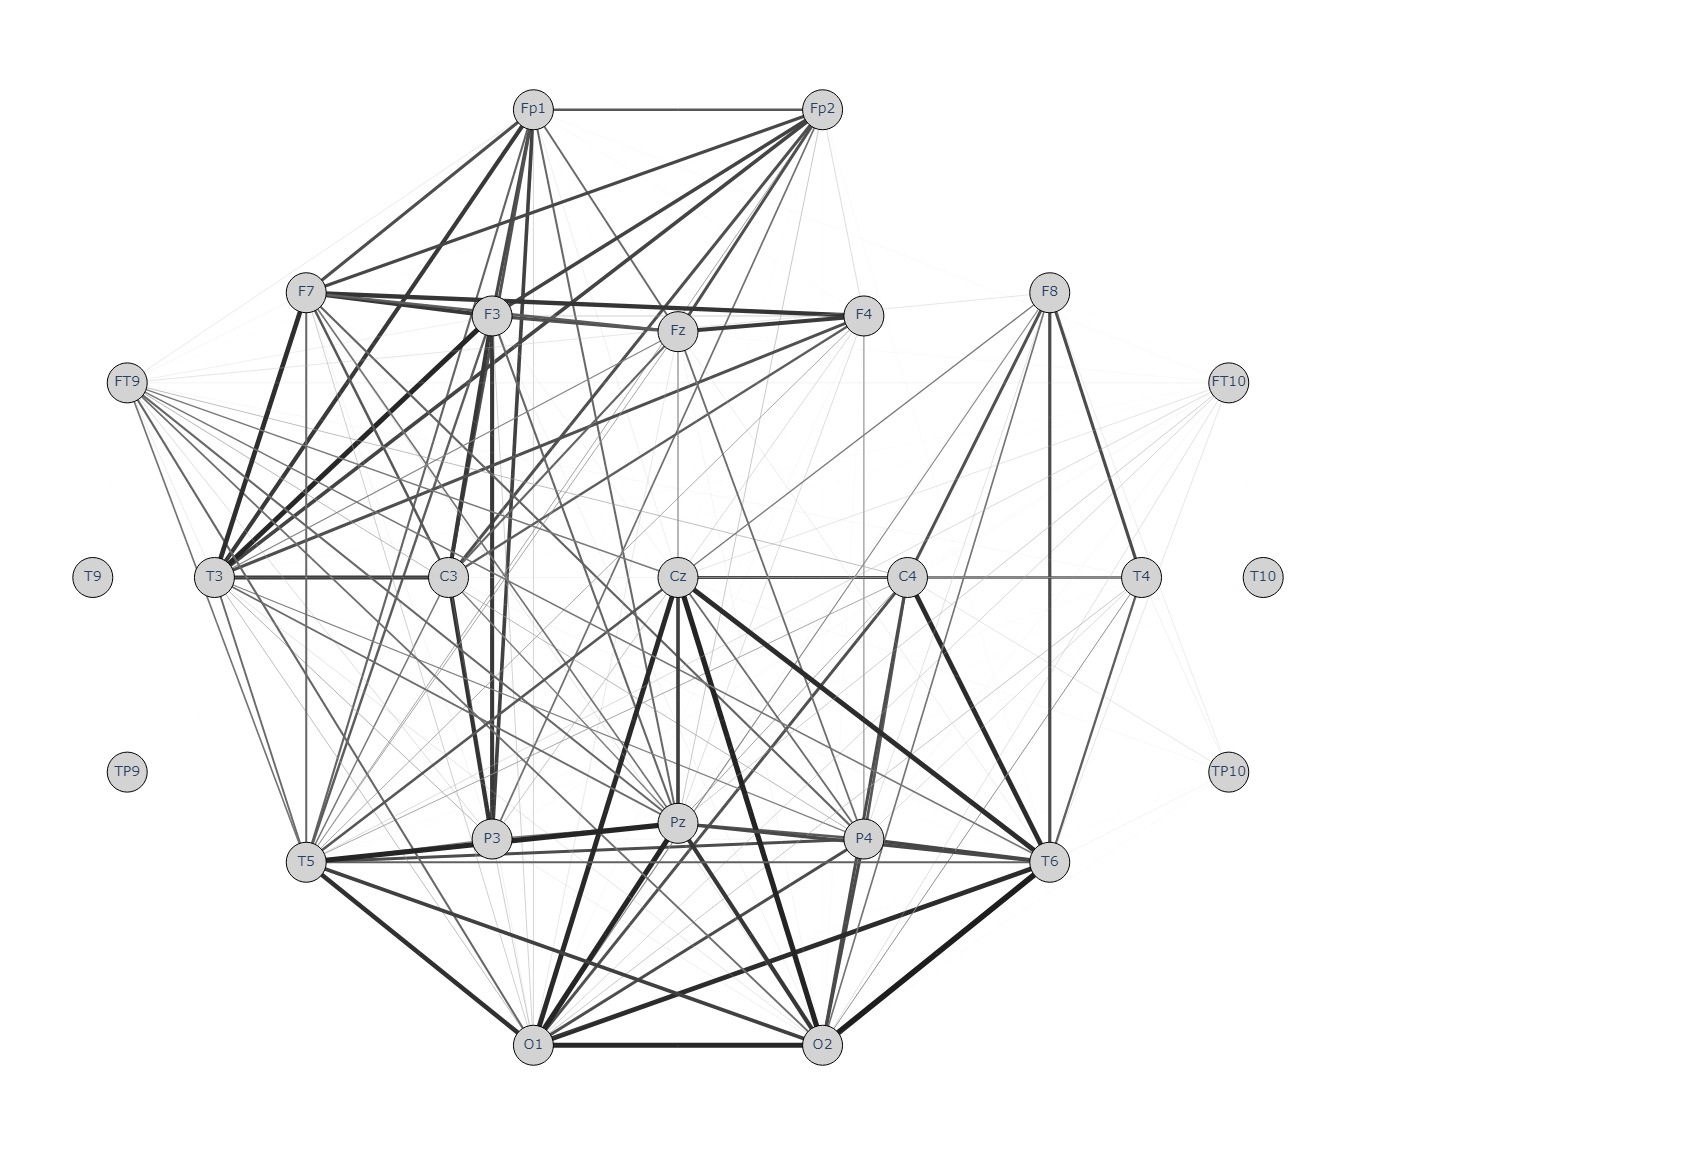 Fp1 Fp2
F7 F3 Fz F4 F8
FT9 FT10
T9 T3 C3 Cz C4 T4 T10
TP9 TP10
T5 P3 Pz P4 T6
O1 O2